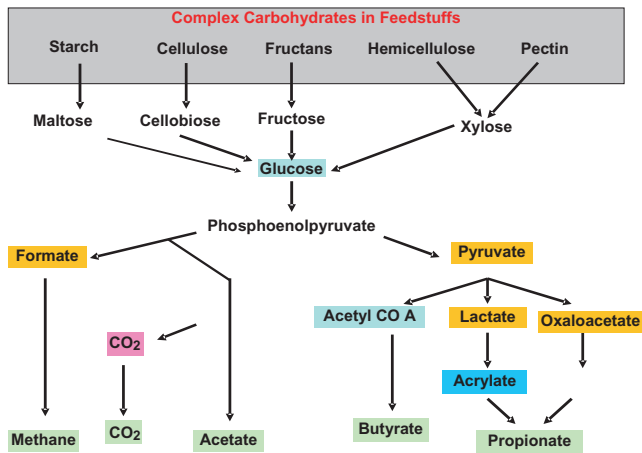 Complex Carbohydrates in Feedstuffs
Starch Cellulose Fructans Hemicellulose Pectin
Maltose Cellobiose Fructose Xylose
Glucose
Phosphoenolpyruvate
Formate Pyruvate
Acetyl CO A Lactate Oxaloacetate
CO2
Acrylate
Methane CO2 Acetate Butyrate Propionate